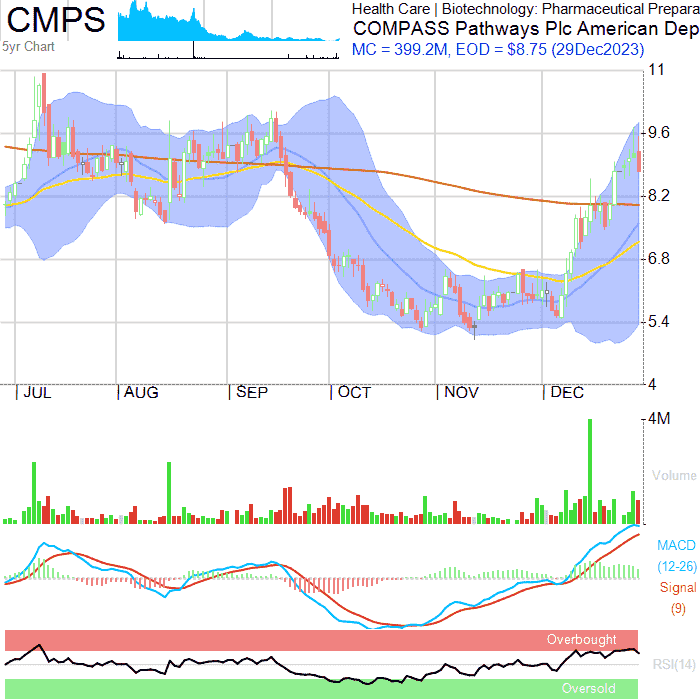 CMPS
5yr Chart
Health Care | Biotechnology: Pharmaceutical Prepara
COMPASS Pathways Plc American Dep
MC = 399.2M, EOD = $8.75 (29Dec2023)
11
9.6
8.2
6.8
5.4
4
JUL AUG SEP OCT NOV DEC
4M
Volume
MACD
(12-26)
Signal
(9)
Overbought
RSI(14)
Oversold